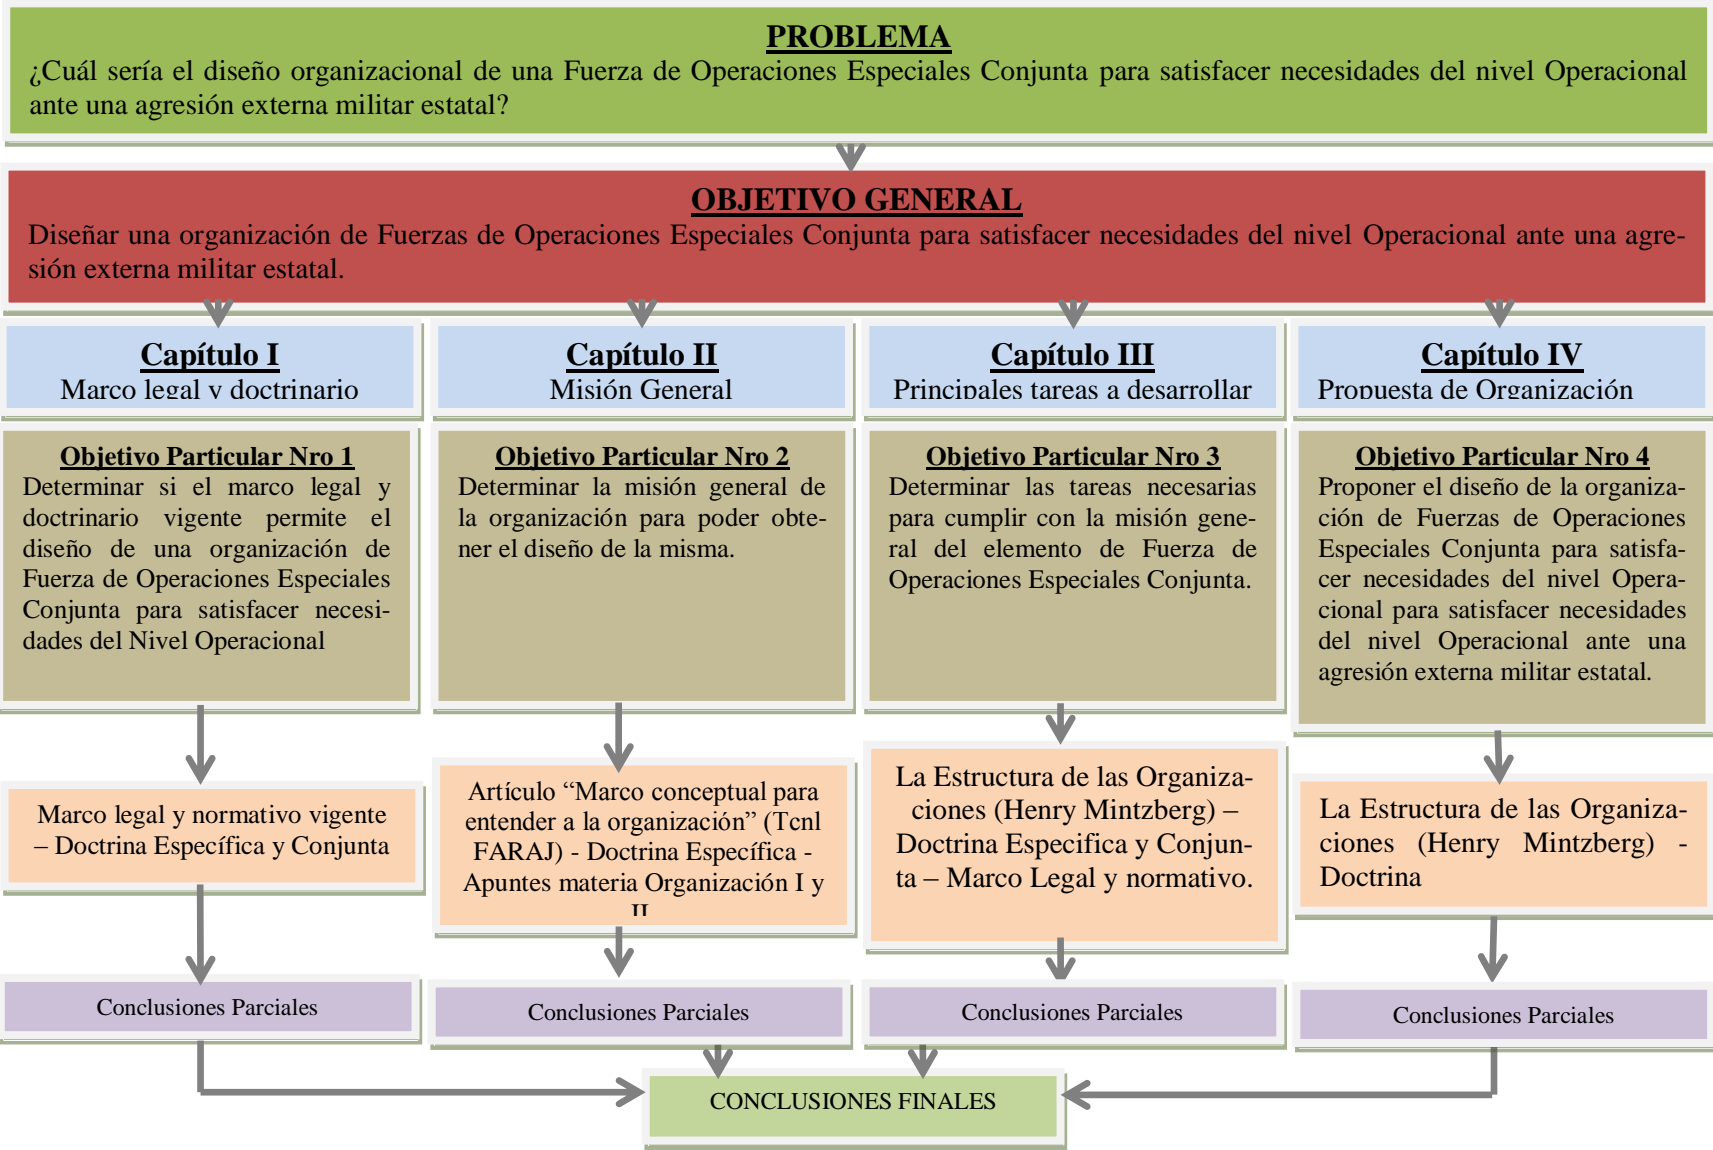 PROBLEMA
¿Cuál sería el diseño organizacional de una Fuerza de Operaciones Especiales Conjunta para satisfacer necesidades del nivel Operacional
ante una agresión externa militar estatal?
OBJETIVO GENERAL
Diseñar una organización de Fuerzas de Operaciones Especiales Conjunta para satisfacer necesidades del nivel Operacional ante una agre-
sión externa militar estatal.
Capítulo I
Marco legal y doctrinario
Capítulo II
Misión General
Capítulo III
Principales tareas a desarrollar
Capítulo IV
Propuesta de Organización
Objetivo Particular Nro 1
Determinar si el marco legal y
doctrinario vigente permite el
diseño de una organización de
Fuerza de Operaciones Especiales
Conjunta para satisfacer necesi-
dades del Nivel Operacional
Objetivo Particular Nro 2
Determinar la misión general de
la organización para poder obte-
ner el diseño de la misma.
Objetivo Particular Nro 3
Determinar las tareas necesarias
para cumplir con la misión gene-
ral del elemento de Fuerza de
Operaciones Especiales Conjunta.
Objetivo Particular Nro 4
Proponer el diseño de la organiza-
ción de Fuerzas de Operaciones
Especiales Conjunta para satisfa-
cer necesidades del nivel Opera-
cional para satisfacer necesidades
del nivel Operacional ante una
agresión externa militar estatal.
Marco legal y normativo vigente
– Doctrina Específica y Conjunta
Artículo “Marco conceptual para
entender a la organización” (Tcnl
FARAJ) - Doctrina Específica -
Apuntes materia Organización I y
II
La Estructura de las Organiza-
ciones (Henry Mintzberg) –
Doctrina Especifica y Conjun-
ta – Marco Legal y normativo.
La Estructura de las Organiza-
ciones (Henry Mintzberg) -
Doctrina
Conclusiones Parciales
Conclusiones Parciales
Conclusiones Parciales
Conclusiones Parciales
CONCLUSIONES FINALES